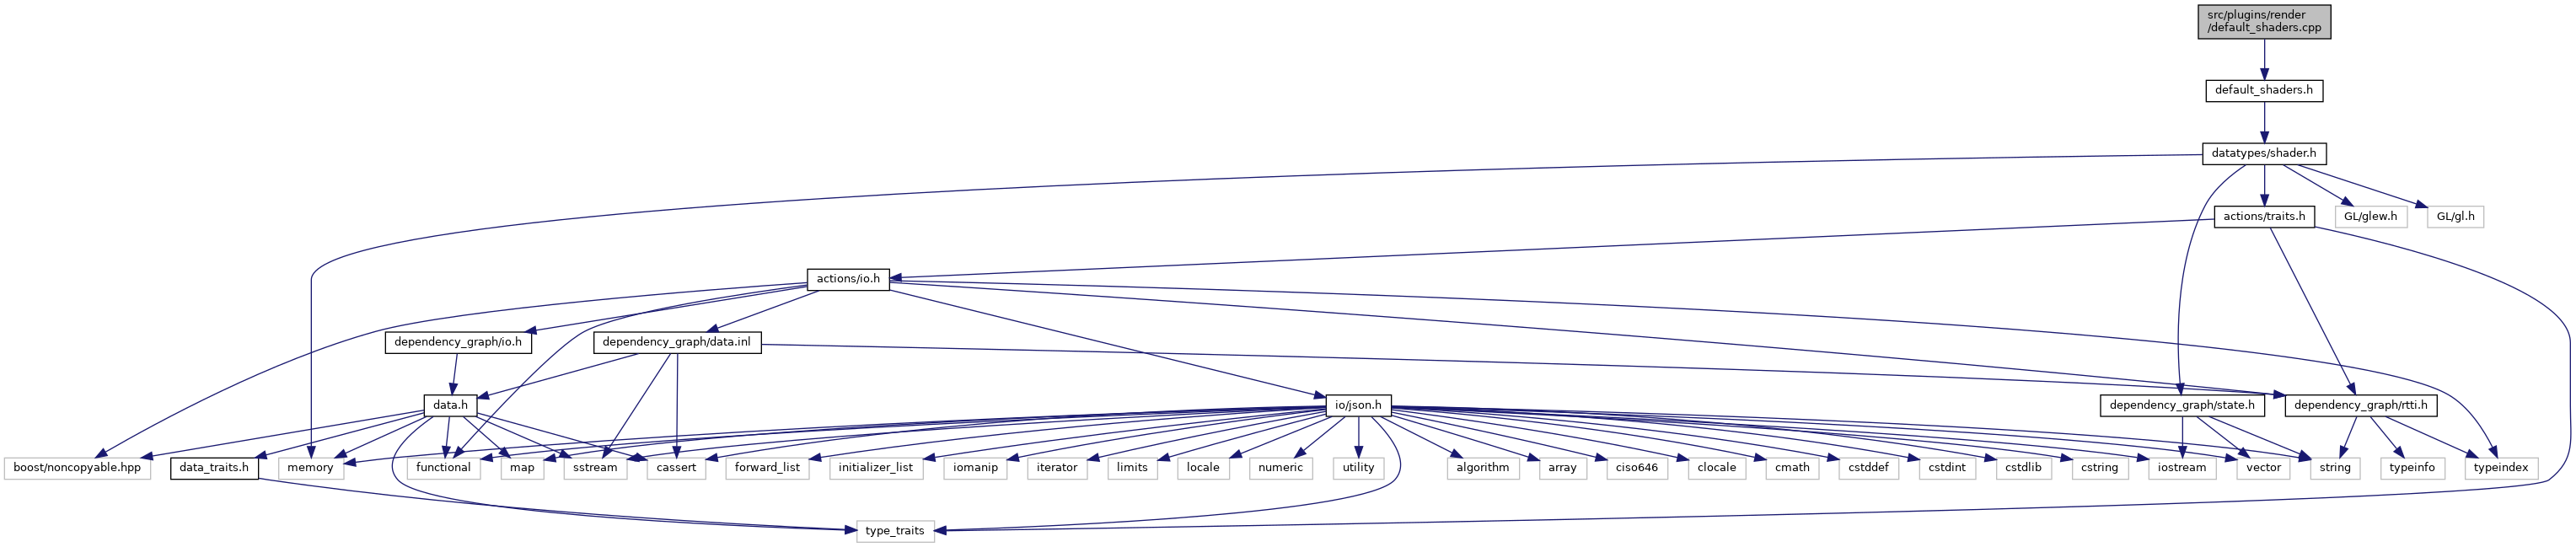 src/plugins/render
/default_shaders.cpp
default_shaders.h
datatypes/shader.h
actions/traits.h
GL/glew.h
GL/gl.h
actions/io.h
dependency_graph/io.h
dependency_graph/data.inl
data.h
io/json.h
dependency_graph/state.h
dependency_graph/rtti.h
boost/noncopyable.hpp
data_traits.h
memory
functional
map
sstream
cassert
forward_list
initializer_list
iomanip
iterator
limits
locale
numeric
utility
algorithm
array
ciso646
clocale
cmath
cstddef
cstdint
cstdlib
cstring
iostream
vector
string
typeinfo
typeindex
type_traits